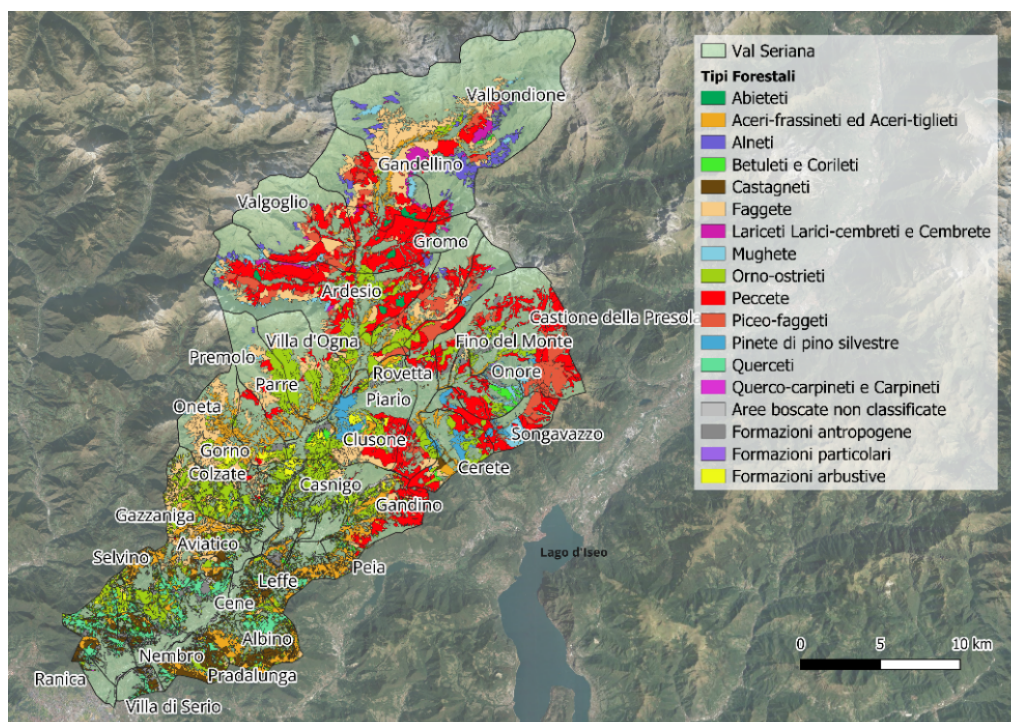 Valbondione
Gandellino
Valgoglio
Gromo
Ardesio
Castione della Presola
Villa d'Ogna
Fino del Monte
Premolo
Rovetta
Onore
Parre
Piario
Oneta
Clusone
Songavazzo
Gorno
Cerete
Colzate
Casnigo
Gandino
Gazzaniga
Aviatico
Selvino
Peia
Leffe
Cene
Albino
Nembro
Pradalunga
Ranica
Villa di Serio
Lago d'Iseo
Val Seriana
Tipi Forestali
Abieteti
Aceri-frassineti ed Aceri-tiglieti
Alneti
Betuleti e Corileti
Castagneti
Faggete
Lariceti Larici-cembreti e Cembrete
Mughete
Orno-ostrieti
Peccete
Piceo-faggeti
Pinete di pino silvestre
Querceti
Querco-carpineti e Carpineti
Aree boscate non classificate
Formazioni antropogene
Formazioni particolari
Formazioni arbustive
0 5 10 km